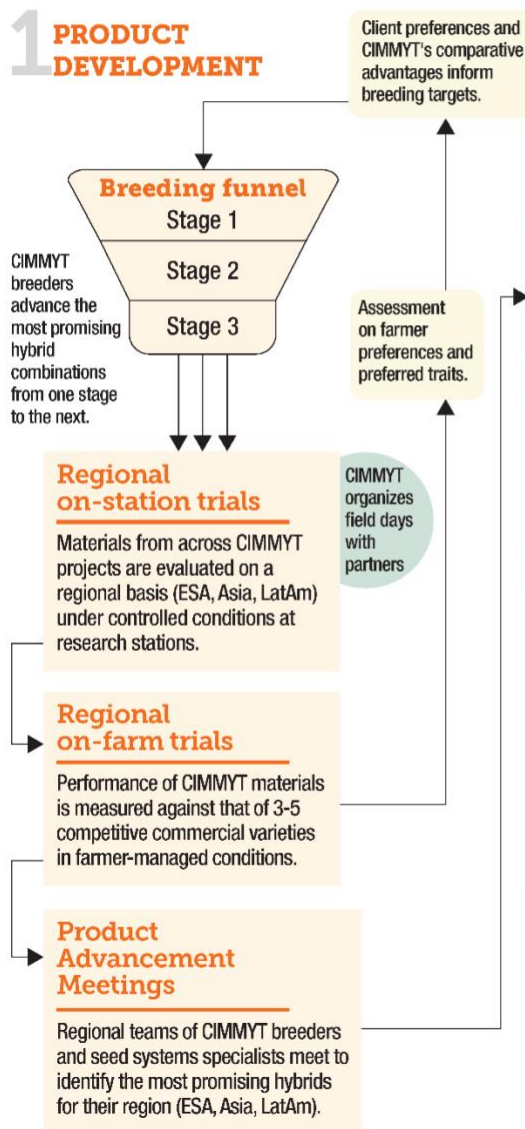 1 PRODUCT
DEVELOPMENT
Client preferences and
CIMMYT's comparative
advantages inform
breeding targets.
Breeding funnel
Stage 1
Stage 2
Stage 3
CIMMYT
breeders
advance the
most promising
hybrid
combinations
from one stage
to the next.
Assessment
on farmer
preferences and
preferred traits.
Regional
on-station trials
Materials from across CIMMYT
projects are evaluated on a
regional basis (ESA, Asia, LatAm)
under controlled conditions at
research stations.
CIMMYT
organizes
field days
with
partners
Regional
on-farm trials
Performance of CIMMYT materials
is measured against that of 3-5
competitive commercial varieties
in farmer-managed conditions.
Product
Advancement
Meetings
Regional teams of CIMMYT breeders
and seed systems specialists meet to
identify the most promising hybrids
for their region (ESA, Asia, LatAm).